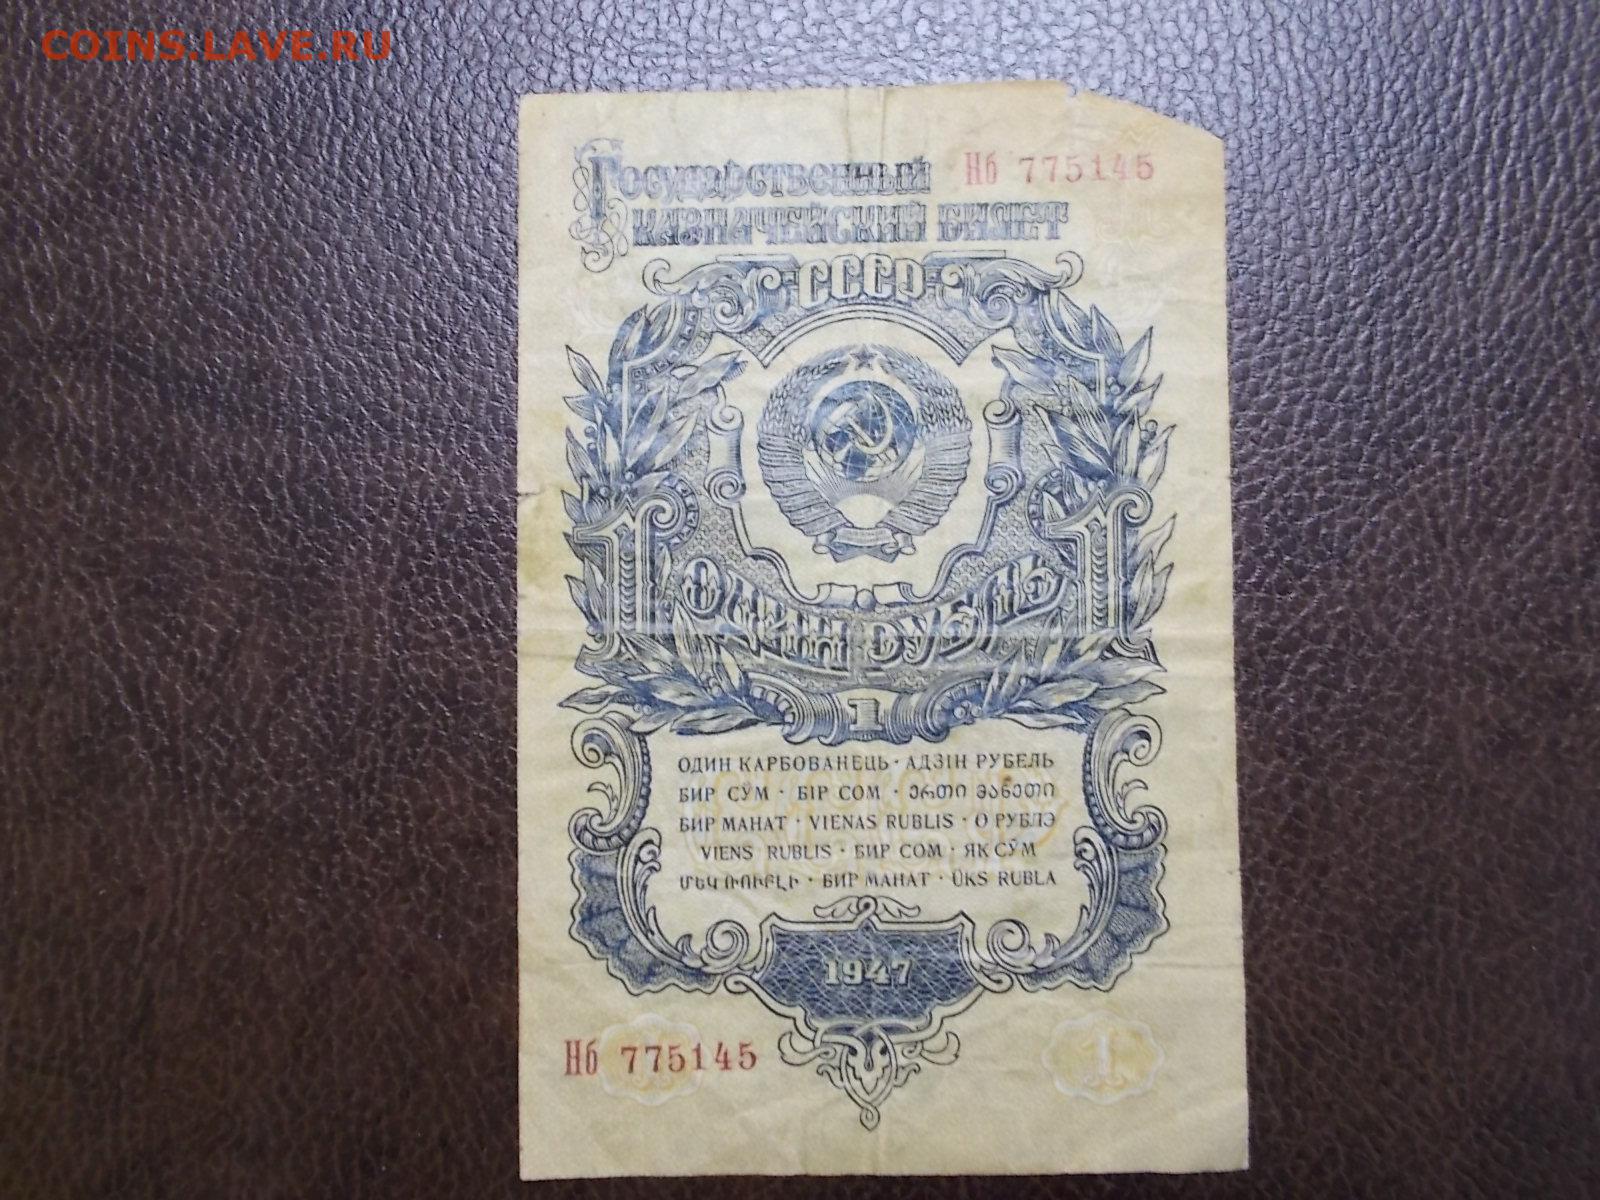 COINS.LAVE.RU
Государственный Нб 775145
казначейский билет
СССР
1 1
ОДИН РУБЛЬ
1
ОДИН КАРБОВАНЕЦЬ · АДЗІН РУБЕЛЬ
БИР СЎМ · БІР СОМ · ერთი მანეთი
БИР МАНАТ · VIENAS RUBLIS · О РУБЛЭ
VIENS RUBLIS · БИР СОМ · ЯК СӮМ
ՄԵԿ ՌՈՒԲԼԻ · БИР МАНАТ · ÜKS RUBLA
1947
Нб 775145
1